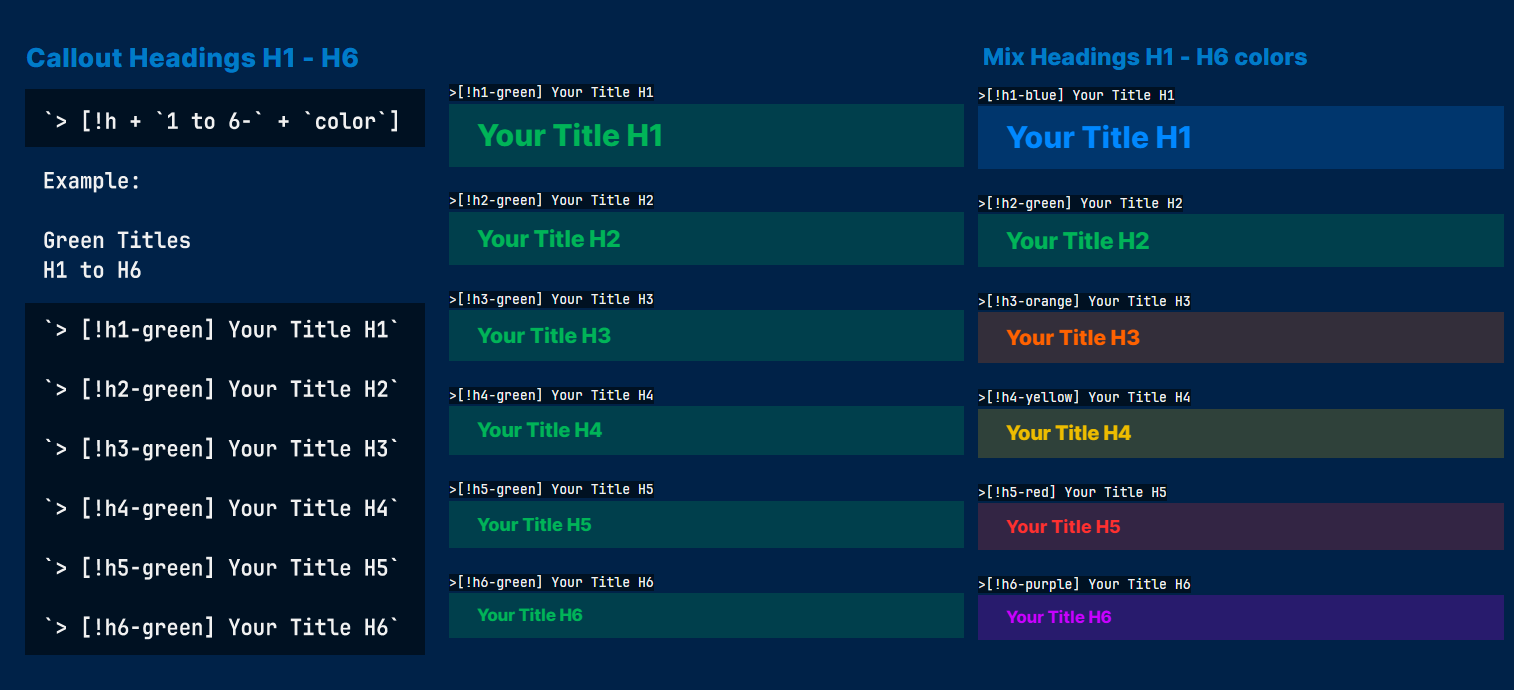 Callout Headings H1 - H6
`> [!h + `1 to 6-` + `color`]
Example:
Green Titles
H1 to H6
`> [!h1-green] Your Title H1`
`> [!h2-green] Your Title H2`
`> [!h3-green] Your Title H3`
`> [!h4-green] Your Title H4`
`> [!h5-green] Your Title H5`
`> [!h6-green] Your Title H6`
>[!h1-green] Your Title H1
Your Title H1
>[!h2-green] Your Title H2
Your Title H2
>[!h3-green] Your Title H3
Your Title H3
>[!h4-green] Your Title H4
Your Title H4
>[!h5-green] Your Title H5
Your Title H5
>[!h6-green] Your Title H6
Your Title H6
Mix Headings H1 - H6 colors
>[!h1-blue] Your Title H1
Your Title H1
>[!h2-green] Your Title H2
Your Title H2
>[!h3-orange] Your Title H3
Your Title H3
>[!h4-yellow] Your Title H4
Your Title H4
>[!h5-red] Your Title H5
Your Title H5
>[!h6-purple] Your Title H6
Your Title H6